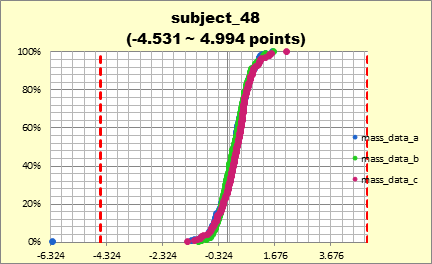 subject_48
(-4.531 ~ 4.994 points)
100%
80%
60%
40%
20%
0%
mass_data_a
mass_data_b
mass_data_c
-6.324 -4.324 -2.324 -0.324 1.676 3.676